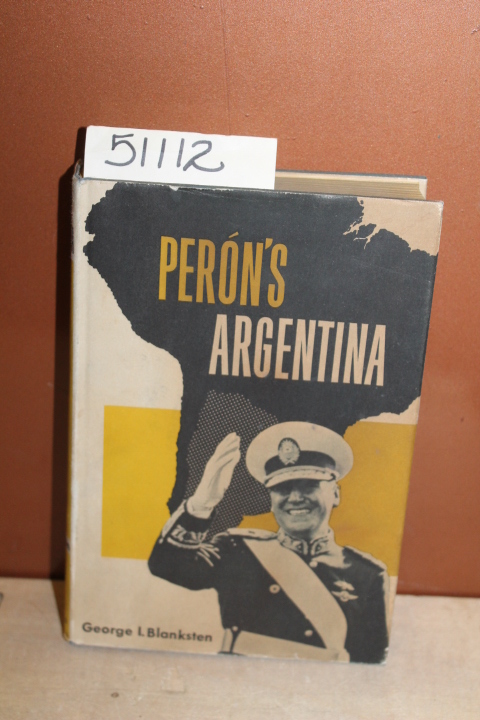 51112
PERÓN'S
ARGENTINA
George I. Blanksten